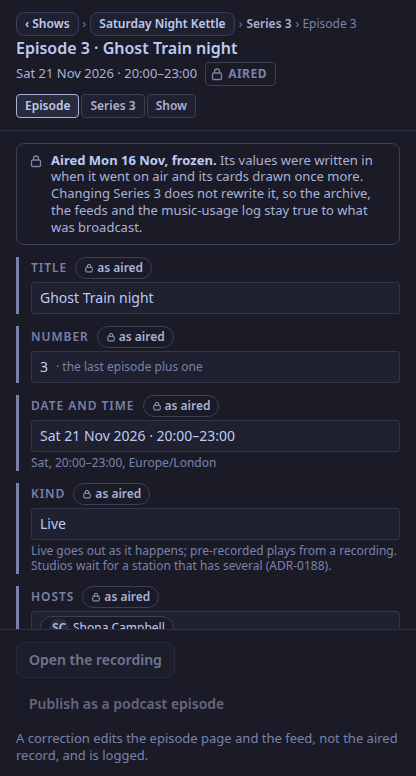 ‹ Shows › Saturday Night Kettle › Series 3 › Episode 3
Episode 3 · Ghost Train night
Sat 21 Nov 2026 · 20:00–23:00 AIRED
Episode Series 3 Show
Aired Mon 16 Nov, frozen. Its values were written in
when it went on air and its cards drawn once more.
Changing Series 3 does not rewrite it, so the archive,
the feeds and the music-usage log stay true to what
was broadcast.
TITLE as aired
Ghost Train night
NUMBER as aired
3 · the last episode plus one
DATE AND TIME as aired
Sat 21 Nov 2026 · 20:00–23:00
Sat, 20:00–23:00, Europe/London
KIND as aired
Live
Live goes out as it happens; pre-recorded plays from a recording.
Studios wait for a station that has several (ADR-0188).
HOSTS as aired
SC Shona Campbell
Open the recording
Publish as a podcast episode
A correction edits the episode page and the feed, not the aired
record, and is logged.